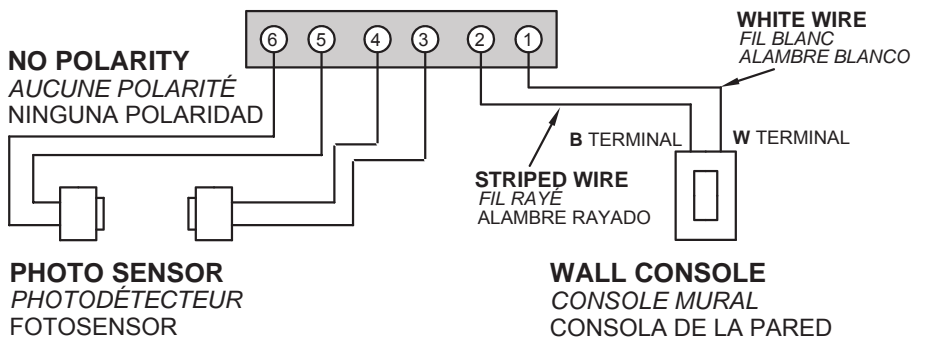 6 5 4 3 2 1
WHITE WIRE
FIL BLANC
ALAMBRE BLANCO
NO POLARITY
AUCUNE POLARITÉ
NINGUNA POLARIDAD
B TERMINAL
W TERMINAL
STRIPED WIRE
FIL RAYÉ
ALAMBRE RAYADO
PHOTO SENSOR
PHOTODÉTECTEUR
FOTOSENSOR
WALL CONSOLE
CONSOLE MURAL
CONSOLA DE LA PARED